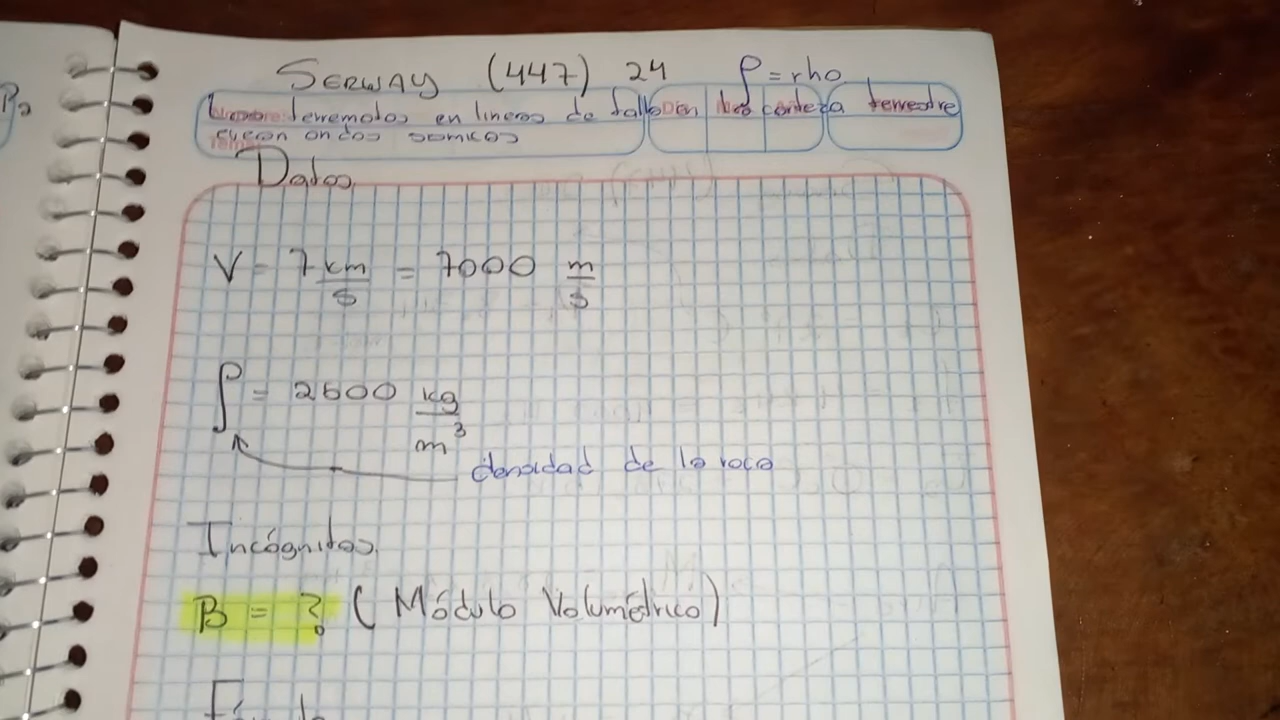 SERWAY (447) 24 ρ = rho
terremotos en lineas de falla en la corteza terrestre
crean ondas sismicas
Datos
V = 7 km/s = 7000 m/s
ρ = 2500 kg/m³
densidad de la roca
Incógnitas
B = ? (Módulo Volumétrico)